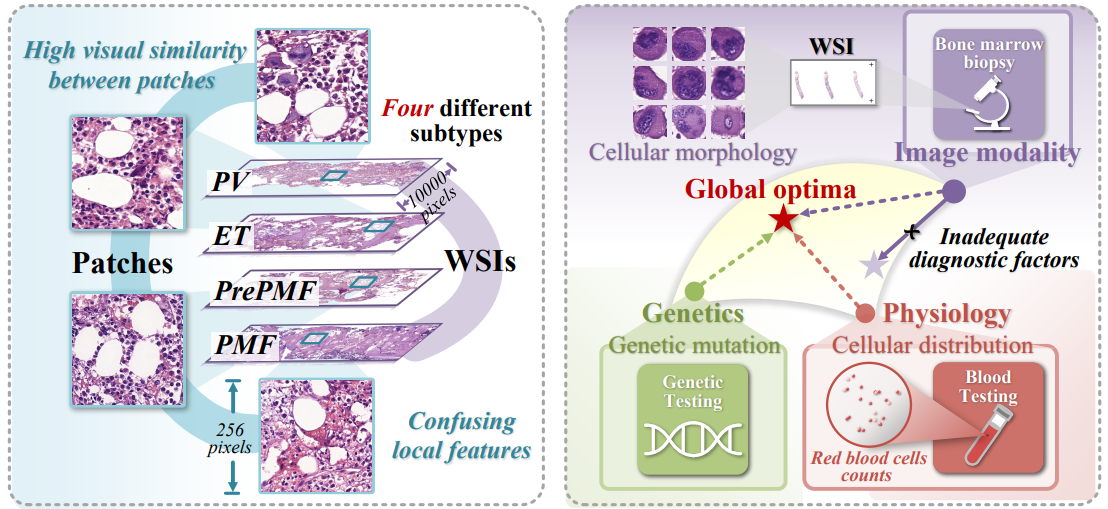 High visual similarity
between patches
Four different
subtypes
PV
10000
pixels
ET
Patches
WSIs
PrePMF
PMF
256
pixels
Confusing
local features
WSI
Bone marrow
biopsy
Cellular morphology
Image modality
Global optima
Inadequate
diagnostic factors
Genetics
Genetic mutation
Genetic
Testing
Physiology
Cellular distribution
Blood
Testing
Red blood cells
counts